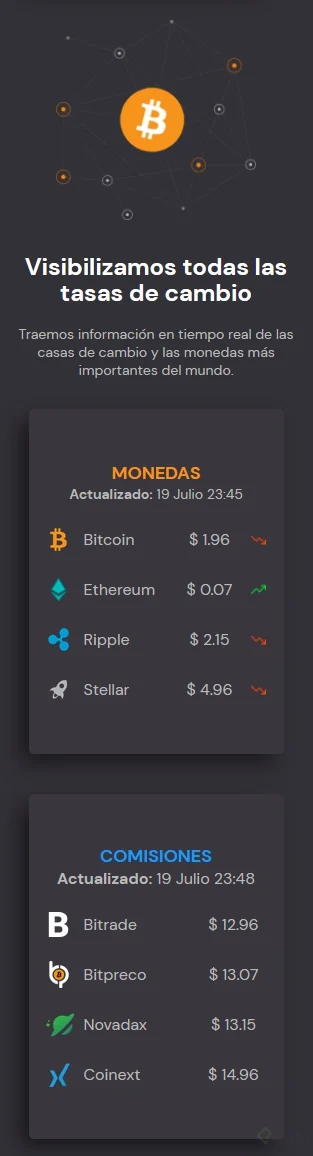 Visibilizamos todas las
tasas de cambio
Traemos información en tiempo real de las
casas de cambio y las monedas más
importantes del mundo.
MONEDAS
Actualizado: 19 Julio 23:45
Bitcoin $ 1.96
Ethereum $ 0.07
Ripple $ 2.15
Stellar $ 4.96
COMISIONES
Actualizado: 19 Julio 23:48
Bitrade $ 12.96
Bitpreco $ 13.07
Novadax $ 13.15
Coinext $ 14.96